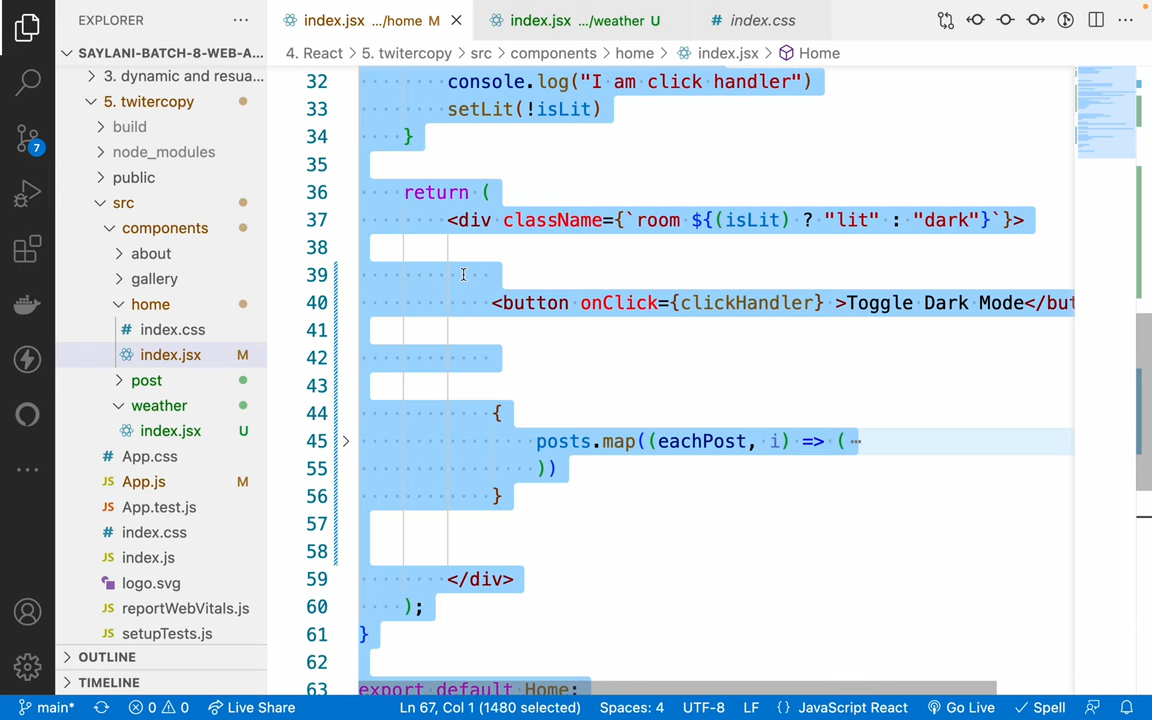 EXPLORER
index.jsx .../home M
index.jsx .../weather U
index.css
SAYLANI-BATCH-8-WEB-A...
4. React > 5. twitercopy > src > components > home > index.jsx > Home
3. dynamic and resua...
5. twitercopy
build
node_modules
public
src
components
about
gallery
home
index.css
index.jsx M
post
weather
index.jsx U
App.css
App.js M
App.test.js
index.css
index.js
logo.svg
reportWebVitals.js
setupTests.js
OUTLINE
TIMELINE
32 console.log("I am click handler")
33 setLit(!isLit)
34 }
35
36 return (
37 <div className={`room ${(isLit) ? "lit" : "dark"}`}>
38
39
40 <button onClick={clickHandler} >Toggle Dark Mode</but
41
42
43
44 {
45 posts.map((eachPost, i) => (
55 ))
56 }
57
58
59 </div>
60 );
61 }
62
63 export default Home;
7
main* 0 0 Live Share Ln 67, Col 1 (1480 selected) Spaces: 4 UTF-8 LF {} JavaScript React Go Live Spell